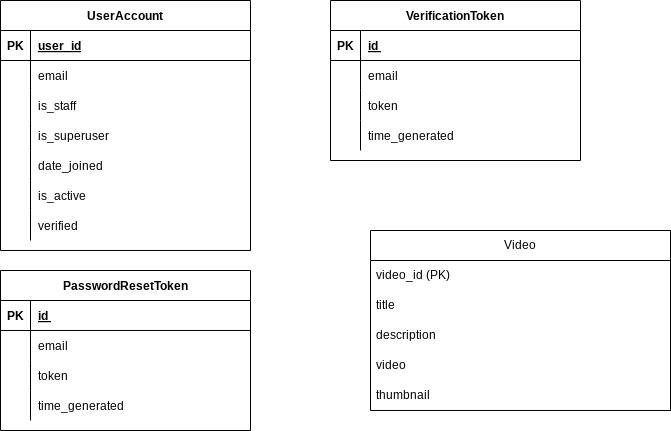 UserAccount
PK user_id
email
is_staff
is_superuser
date_joined
is_active
verified
VerificationToken
PK id
email
token
time_generated
PasswordResetToken
PK id
email
token
time_generated
Video
video_id (PK)
title
description
video
thumbnail